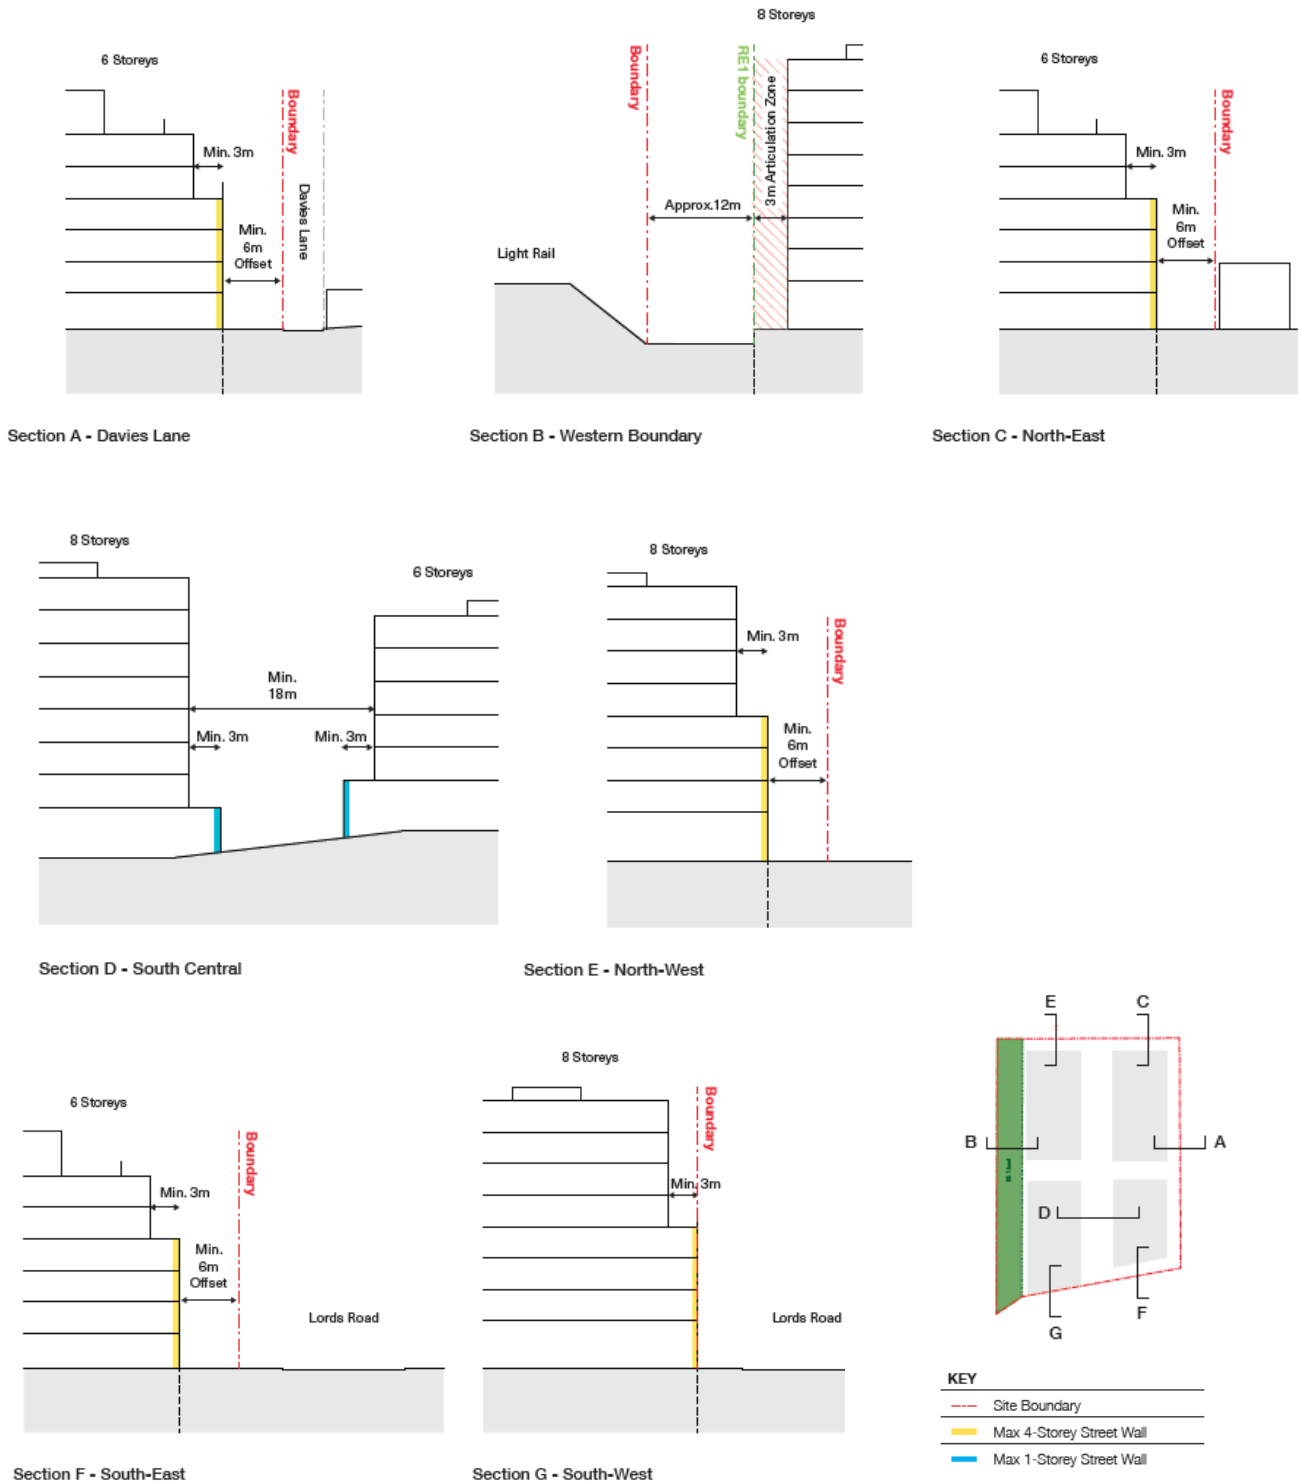 8 Storeys
6 Storeys
Boundary
Min. 3m
Davies Lane
Min.
6m
Offset
Section A - Davies Lane
Boundary
RE1 boundary
3m Articulation Zone
Approx.12m
Light Rail
Section B - Western Boundary
6 Storeys
Boundary
Min. 3m
Min.
6m
Offset
Section C - North-East
8 Storeys
6 Storeys
Min.
18m
Min. 3m
Min. 3m
Section D - South Central
8 Storeys
Boundary
Min. 3m
Min.
6m
Offset
Section E - North-West
6 Storeys
Boundary
Min. 3m
Min.
6m
Offset
Lords Road
Section F - South-East
8 Storeys
Boundary
Min. 3m
Lords Road
Section G - South-West
E
C
B
A
D
F
G
KEY
Site Boundary
Max 4-Storey Street Wall
Max 1-Storey Street Wall